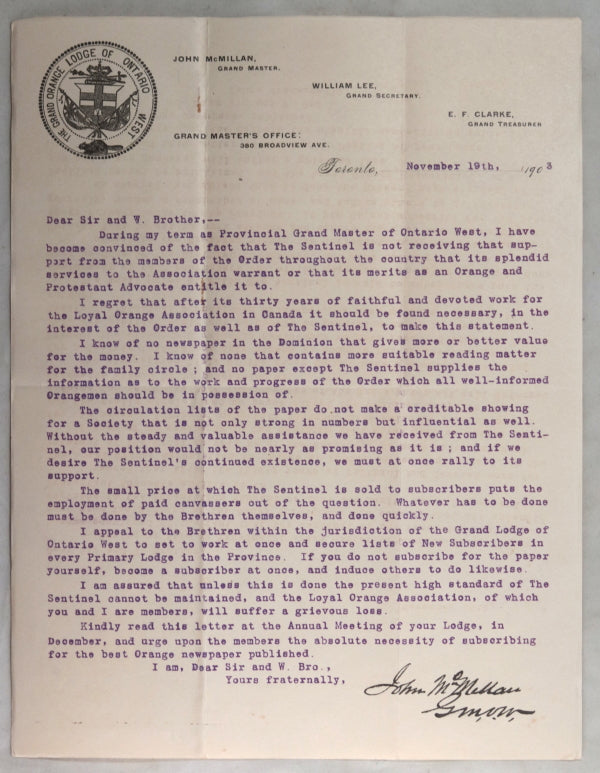 THE GRAND ORANGE LODGE OF ONTARIO WEST
JOHN McMILLAN,
GRAND MASTER.
WILLIAM LEE,
GRAND SECRETARY.
E. F. CLARKE,
GRAND TREASURER
GRAND MASTER'S OFFICE:
380 BROADVIEW AVE.
Toronto, November 19th, 1903
Dear Sir and W. Brother,--
During my term as Provincial Grand Master of Ontario West, I have
become convinced of the fact that The Sentinel is not receiving that sup-
port from the members of the Order throughout the country that its splendid
services to the Association warrant or that its merits as an Orange and
Protestant Advocate entitle it to.
I regret that after its thirty years of faithful and devoted work for
the Loyal Orange Association in Canada it should be found necessary, in the
interest of the Order as well as of The Sentinel, to make this statement.
I know of no newspaper in the Dominion that gives more or better value
for the money. I know of none that contains more suitable reading matter
for the family circle ; and no paper except The Sentinel supplies the
information as to the work and progress of the Order which all well-informed
Orangemen should be in possession of.
The circulation lists of the paper do not make a creditable showing
for a Society that is not only strong in numbers but influential as well.
Without the steady and valuable assistance we have received from The Senti-
nel, our position would not be nearly as promising as it is ; and if we
desire The Sentinel's continued existence, we must at once rally to its
support.
The small price at which The Sentinel is sold to subscribers puts the
employment of paid canvassers out of the question. Whatever has to be done
must be done by the Brethren themselves, and done quickly.
I appeal to the Brethren within the jurisdiction of the Grand Lodge of
Ontario West to set to work at once and secure lists of New Subscribers in
every Primary Lodge in the Province. If you do not subscribe for the paper
yourself, become a subscriber at once, and induce others to do likewise.
I am assured that unless this is done the present high standard of The
Sentinel cannot be maintained, and the Loyal Orange Association, of which
you and I are members, will suffer a grievous loss.
Kindly read this letter at the Annual Meeting of your Lodge, in
December, and urge upon the members the absolute necessity of subscribing
for the best Orange newspaper published.
I am, Dear Sir and W. Bro.,
Yours fraternally,
John McMillan
G.M.O.W.